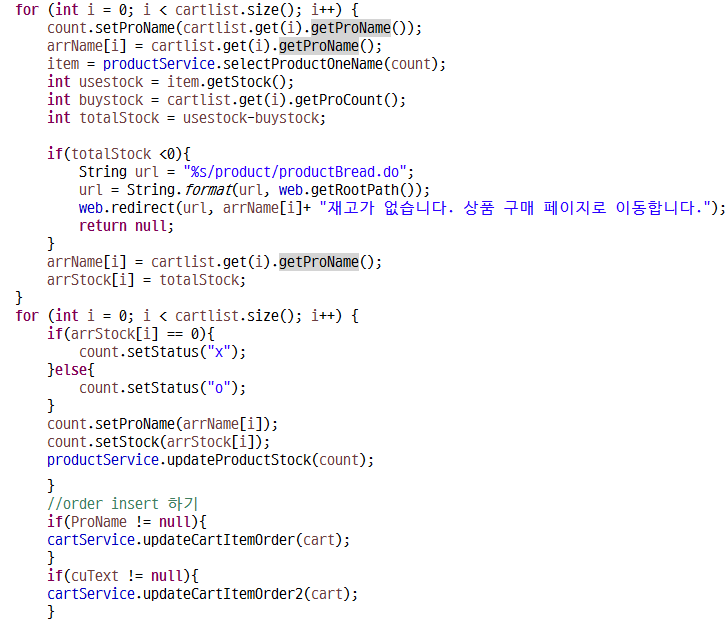 for (int i = 0; i < cartlist.size(); i++) {
count.setProName(cartlist.get(i).getProName());
arrName[i] = cartlist.get(i).getProName();
item = productService.selectProductOneName(count);
int usestock = item.getStock();
int buystock = cartlist.get(i).getProCount();
int totalStock = usestock-buystock;
if(totalStock <0){
String url = "%s/product/productBread.do";
url = String.format(url, web.getRootPath());
web.redirect(url, arrName[i]+ "재고가 없습니다. 상품 구매 페이지로 이동합니다.");
return null;
}
arrName[i] = cartlist.get(i).getProName();
arrStock[i] = totalStock;
}
for (int i = 0; i < cartlist.size(); i++) {
if(arrStock[i] == 0){
count.setStatus("x");
}else{
count.setStatus("o");
}
count.setProName(arrName[i]);
count.setStock(arrStock[i]);
productService.updateProductStock(count);
}
//order insert 하기
if(ProName != null){
cartService.updateCartItemOrder(cart);
}
if(cuText != null){
cartService.updateCartItemOrder2(cart);
}